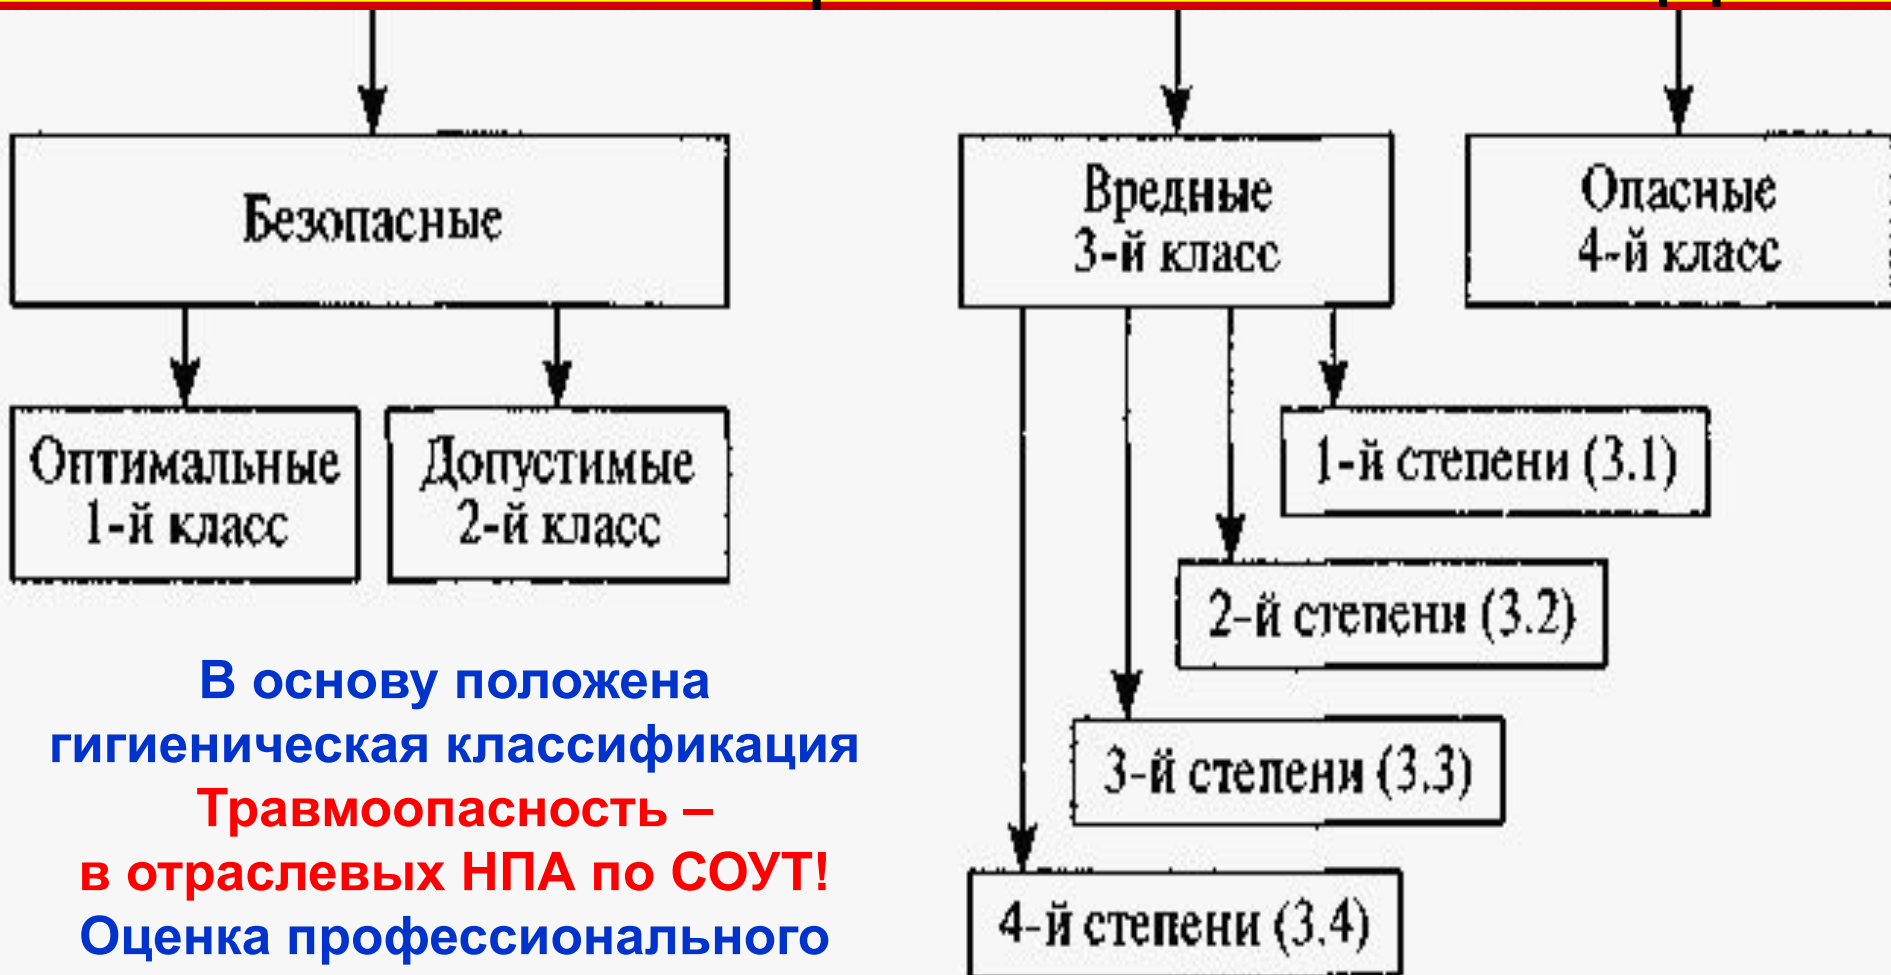 Безопасные
Вредные
3-й класс
Опасные
4-й класс
Оптимальные
1-й класс
Допустимые
2-й класс
1-й степени (3.1)
2-й степени (3.2)
3-й степени (3.3)
4-й степени (3.4)
В основу положена
гигиеническая классификация
Травмоопасность –
в отраслевых НПА по СОУТ!
Оценка профессионального